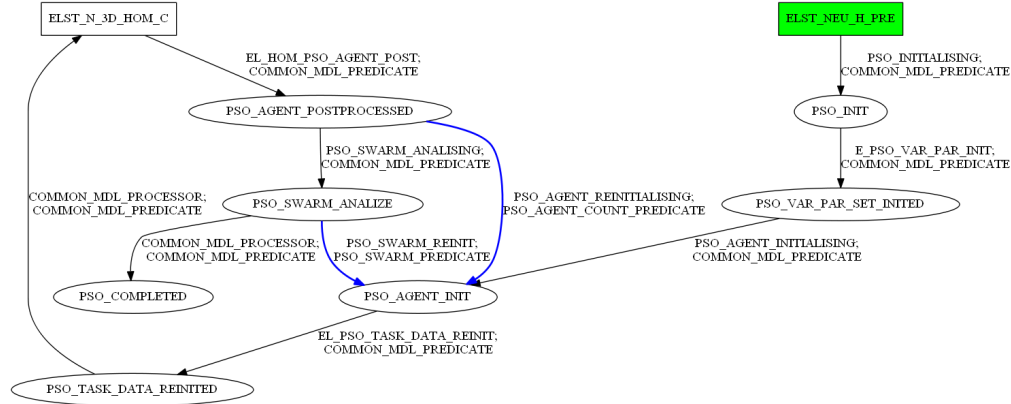 ELST_N_3D_HOM_C
ELST_NEU_H_PRE
EL_HOM_PSO_AGENT_POST;
COMMON_MDL_PREDICATE
PSO_INITIALISING;
COMMON_MDL_PREDICATE
PSO_AGENT_POSTPROCESSED
PSO_INIT
PSO_SWARM_ANALISING;
COMMON_MDL_PREDICATE
E_PSO_VAR_PAR_INIT;
COMMON_MDL_PREDICATE
COMMON_MDL_PROCESSOR;
COMMON_MDL_PREDICATE
PSO_SWARM_ANALIZE
PSO_AGENT_REINITIALISING;
PSO_AGENT_COUNT_PREDICATE
PSO_VAR_PAR_SET_INITED
COMMON_MDL_PROCESSOR;
COMMON_MDL_PREDICATE
PSO_SWARM_REINIT;
PSO_SWARM_PREDICATE
PSO_AGENT_INITIALISING;
COMMON_MDL_PREDICATE
PSO_COMPLETED
PSO_AGENT_INIT
EL_PSO_TASK_DATA_REINIT;
COMMON_MDL_PREDICATE
PSO_TASK_DATA_REINITED